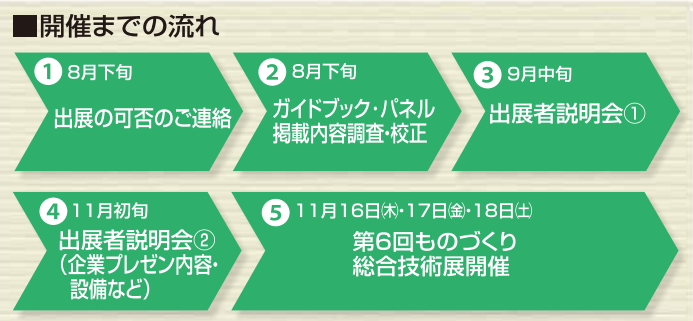 ■開催までの流れ
1 8月下旬
出展の可否のご連絡
2 8月下旬
ガイドブック・パネル
掲載内容調査・校正
3 9月中旬
出展者説明会①
4 11月初旬
出展者説明会②
（企業プレゼン内容・
設備など）
5 11月16日㈭・17日㈮・18日㈯
第6回ものづくり
総合技術展開催